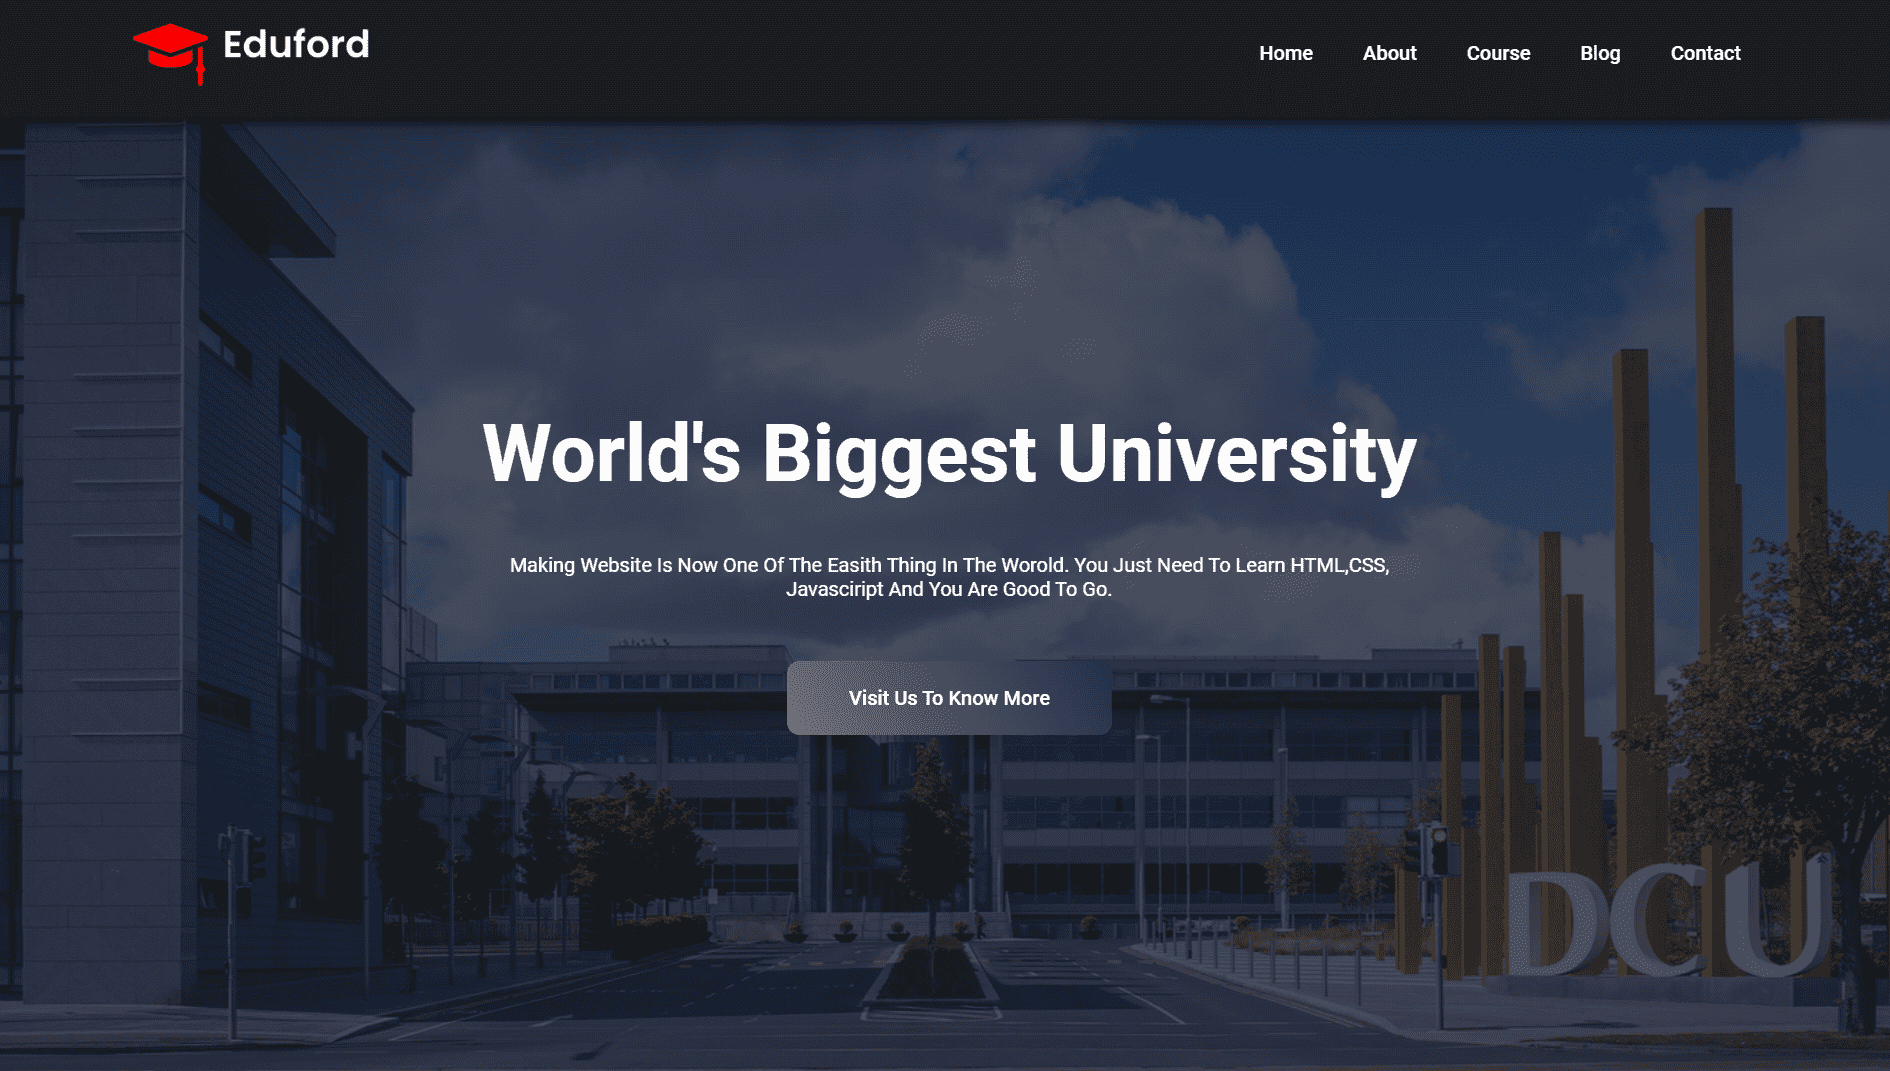 Eduford
Home About Course Blog Contact
World's Biggest University
Making Website Is Now One Of The Easith Thing In The Worold. You Just Need To Learn HTML,CSS,
Javasciript And You Are Good To Go.
Visit Us To Know More
DCU